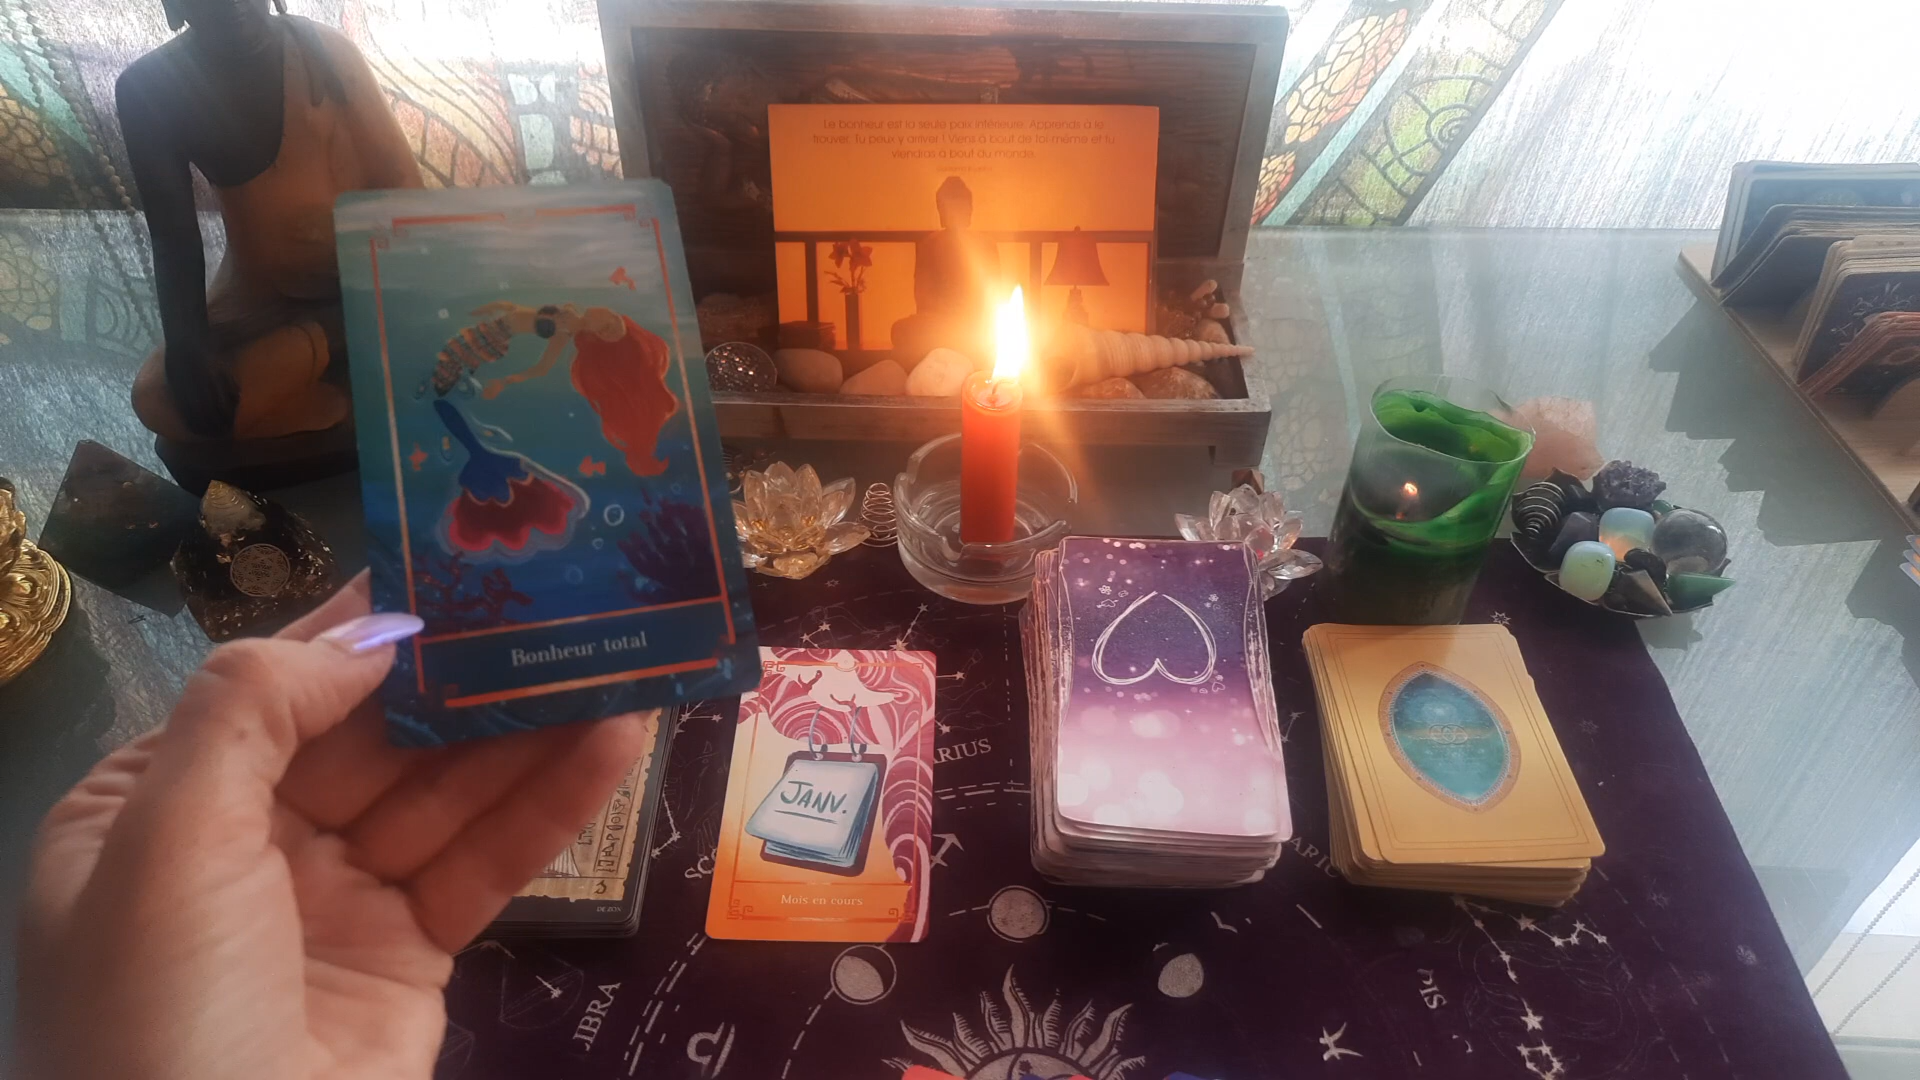 Le bonheur est la seule paix intérieure. Apprends à le
trouver. Tu peux y arriver ! Viens à bout de toi même et tu
viendras à bout du monde.
Bonheur total
JANV.
Mois en cours
ARIUS
LIBRA